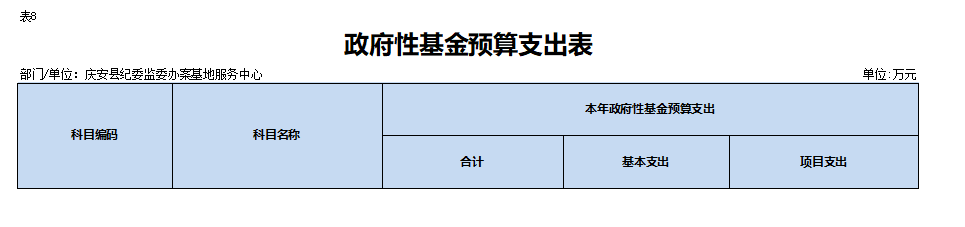 表8
政府性基金预算支出表
部门/单位：庆安县纪委监委办案基地服务中心 单位:万元
科目编码 科目名称 本年政府性基金预算支出
合计 基本支出 项目支出